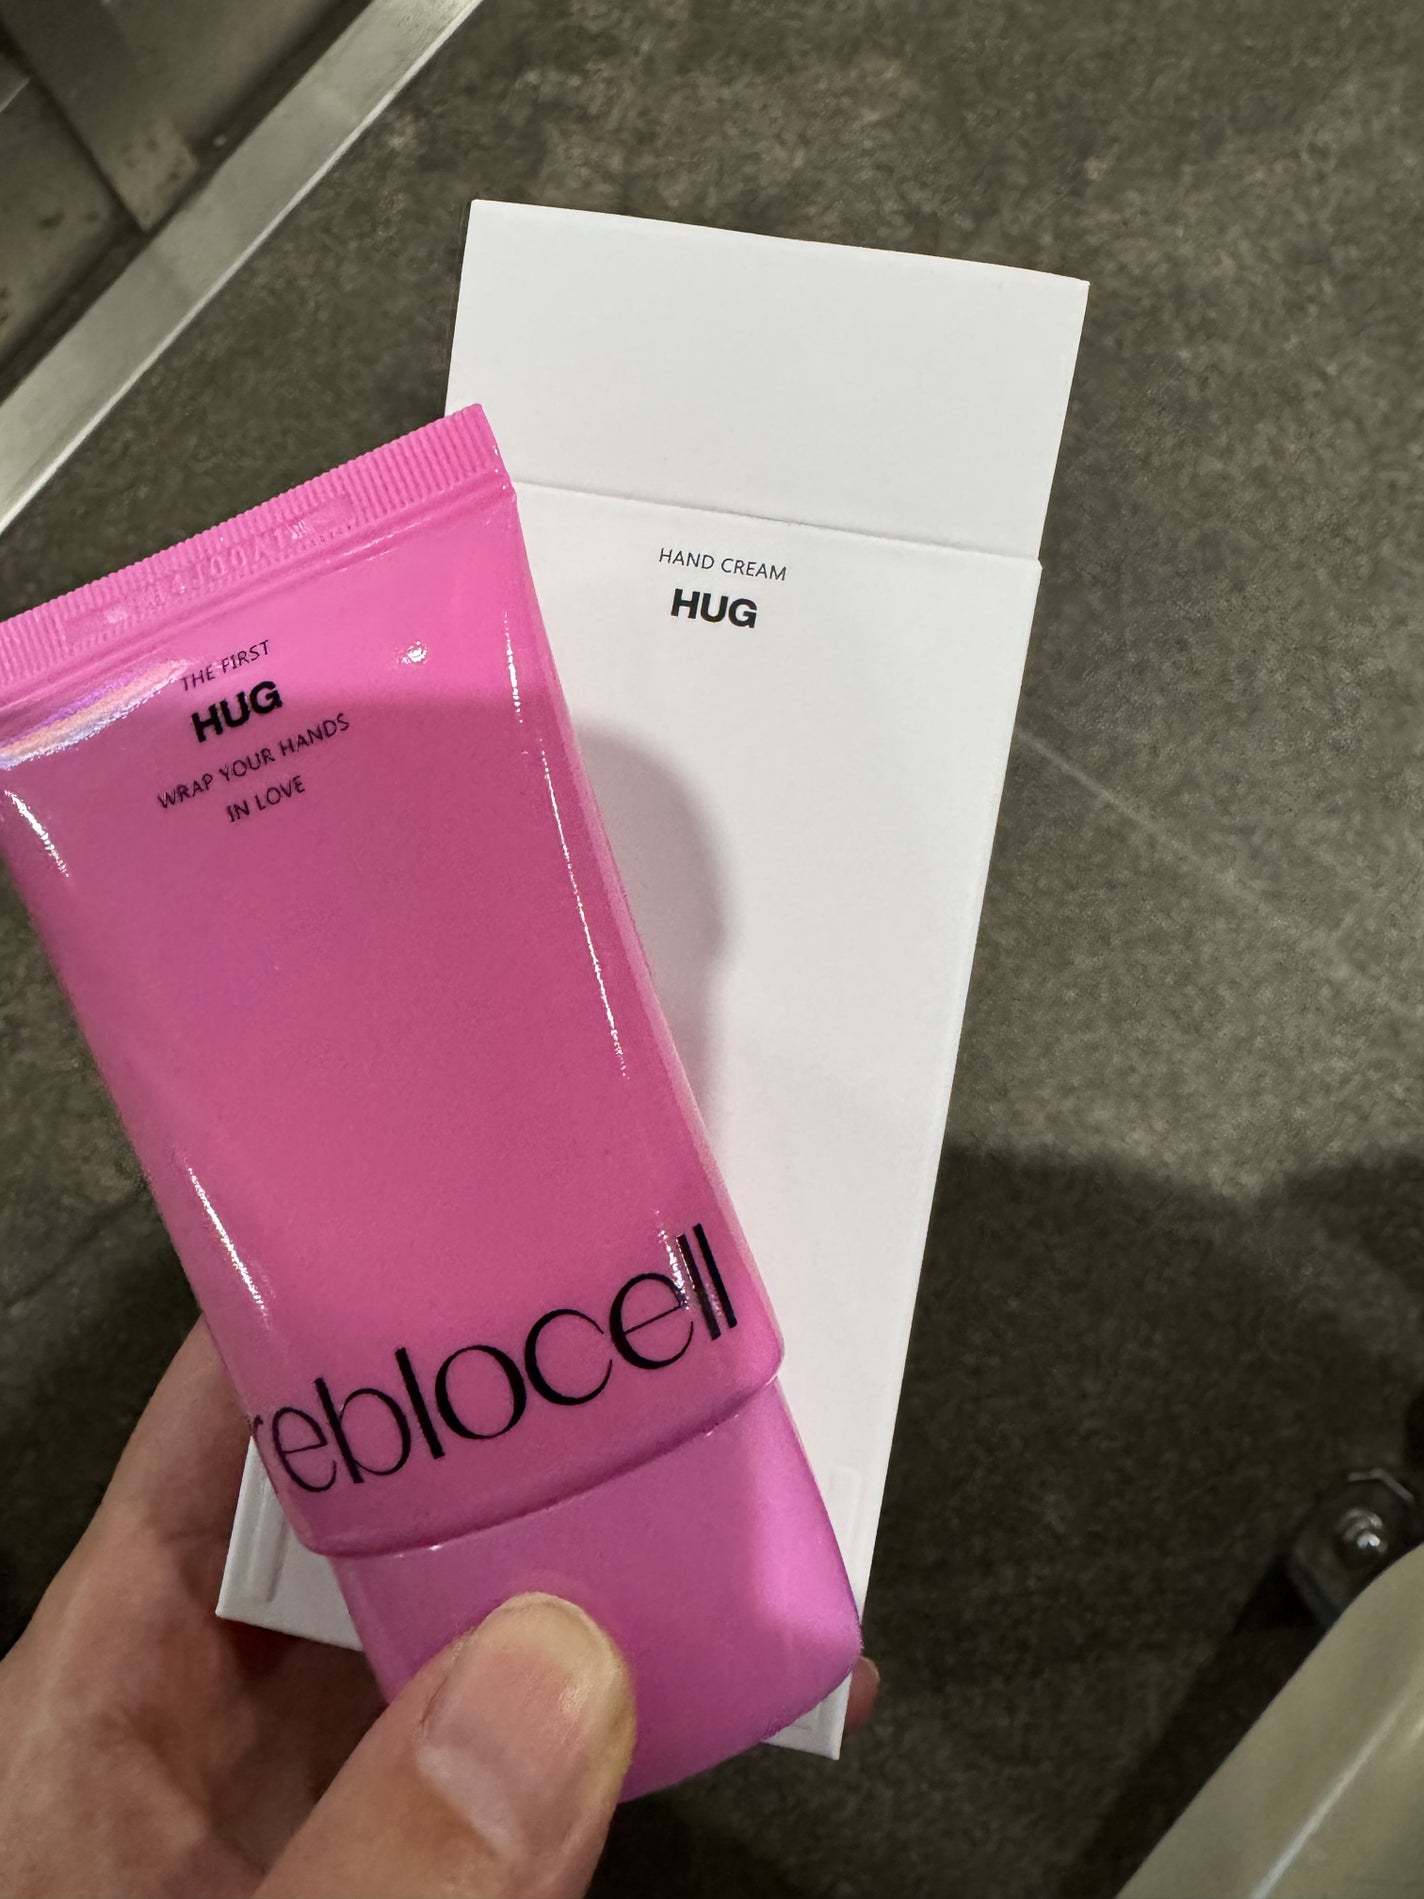 THE FIRST
HUG
WRAP YOUR HANDS
IN LOVE
reblocell
HAND CREAM
HUG